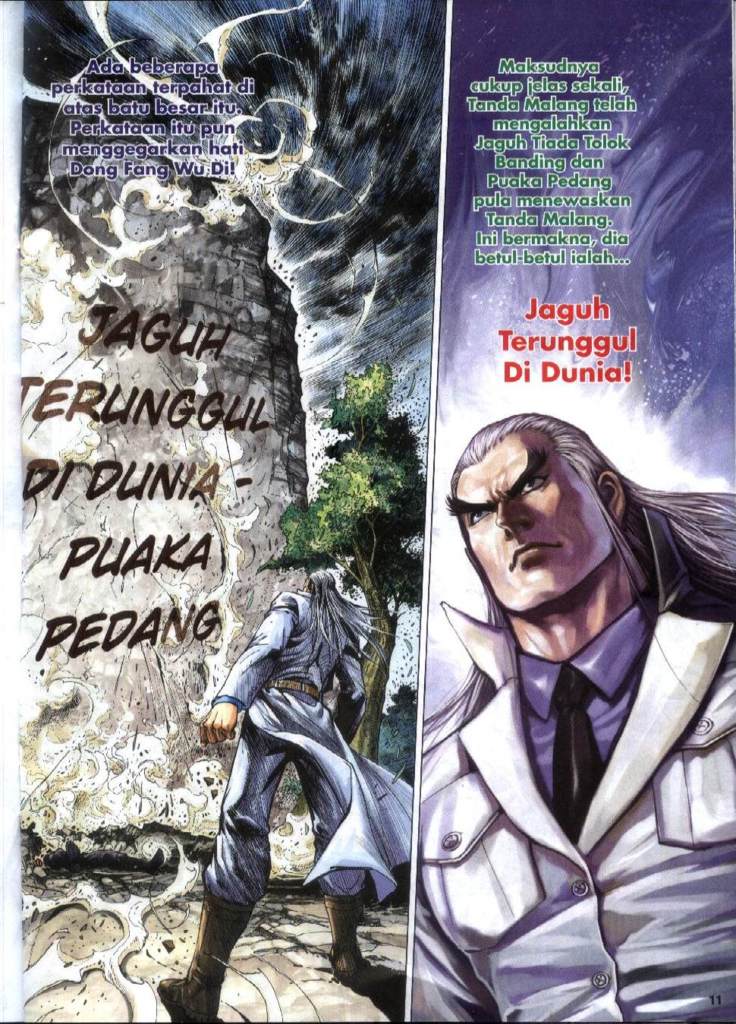 Ada beberapa
perkataan terpahat di
atas batu besar itu.
Perkataan itu pun
menggegarkan hati
Dong Fang Wu Di!
JAGUH
TERUNGGUL
DI DUNIA -
PUAKA
PEDANG
Maksudnya
cukup jelas sekali,
Tanda Malang telah
mengalahkan
Jaguh Tiada Tolok
Banding dan
Puaka Pedang
pula menewaskan
Tanda Malang.
Ini bermakna, dia
betul-betul ialah...
Jaguh
Terunggul
Di Dunia!
11